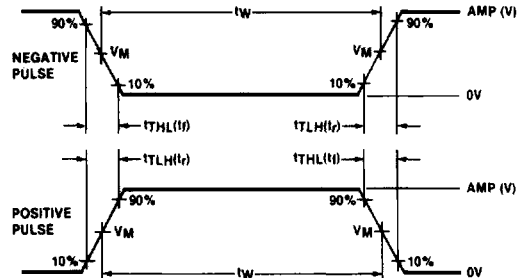 tW
90% 90% AMP (V)
NEGATIVE PULSE VM VM
10% 10%
0V
tTHL(tf) tTLH(tr)
tTLH(tr) tTHL(tf)
AMP (V)
90% 90%
POSITIVE PULSE VM VM
10% 10%
tW 0V